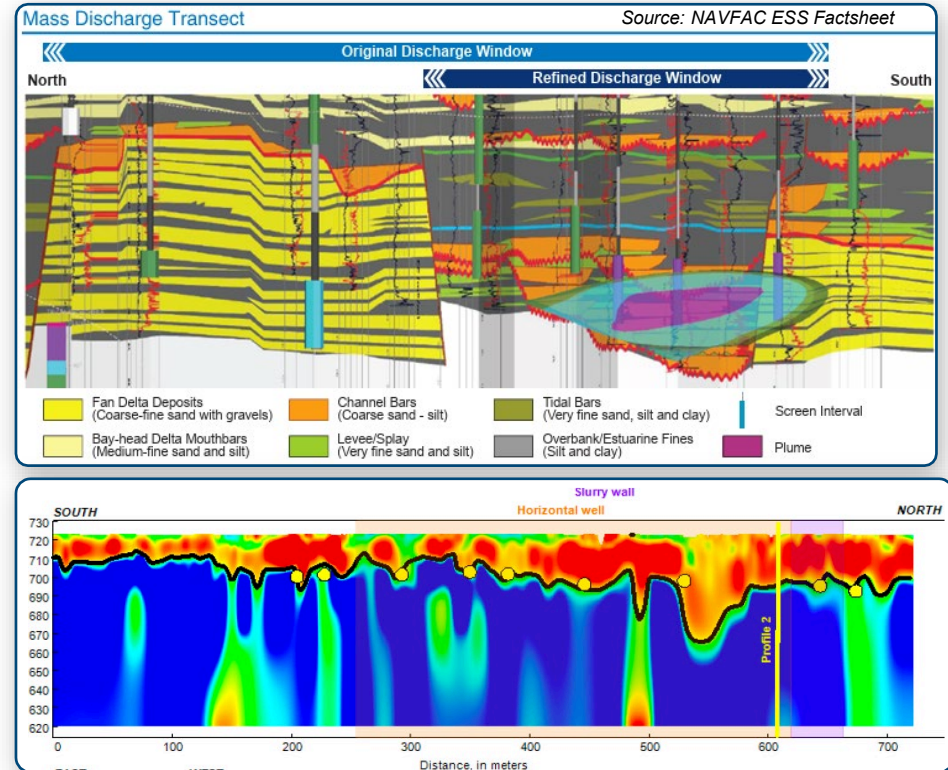 Mass Discharge Transect
Source: NAVFAC ESS Factsheet
Original Discharge Window
North
Refined Discharge Window
South
Fan Delta Deposits
(Coarse-fine sand with gravels)
Channel Bars
(Coarse sand - silt)
Tidal Bars
(Very fine sand, silt and clay)
Screen Interval
Bay-head Delta Mouthbars
(Medium-fine sand and silt)
Levee/Splay
(Very fine sand and silt)
Overbank/Estuarine Fines
(Silt and clay)
Plume
Slurry wall
SOUTH
Horizontal well
NORTH
730
720
710
700
690
680
670
660
650
640
630
620
Profile 2
0 100 200 300 400 500 600 700
Distance, in meters